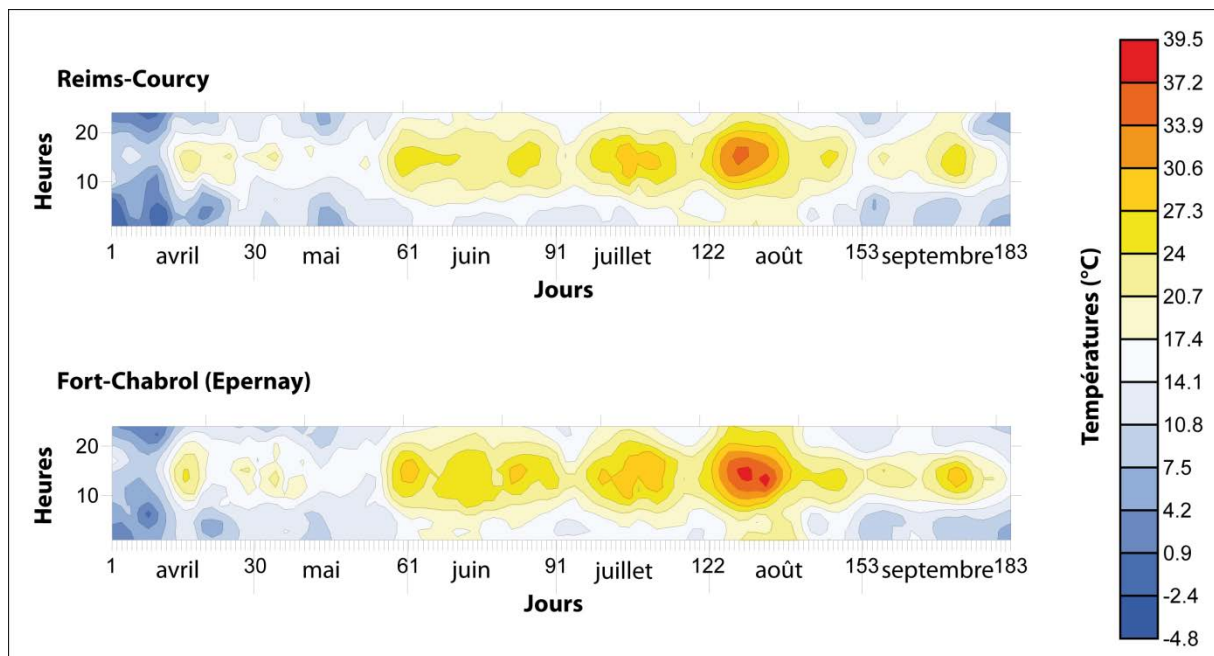 Reims-Courcy
Heures
20
10
1 avril 30 mai 61 juin 91 juillet 122 août 153 septembre 183
Jours
Fort-Chabrol (Epernay)
Heures
20
10
1 avril 30 mai 61 juin 91 juillet 122 août 153 septembre 183
Jours
Températures (°C)
39.5
37.2
33.9
30.6
27.3
24
20.7
17.4
14.1
10.8
7.5
4.2
0.9
-2.4
-4.8